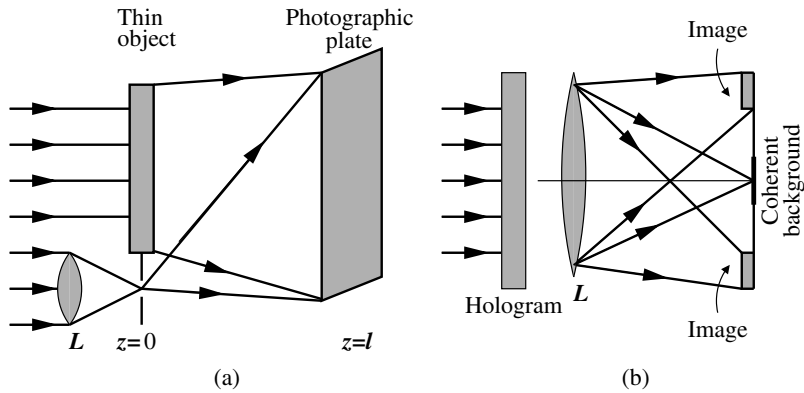 Thin
object
Photographic
plate
L
z=0
z=l
(a)
Image
Coherent
background
Hologram
L
Image
(b)